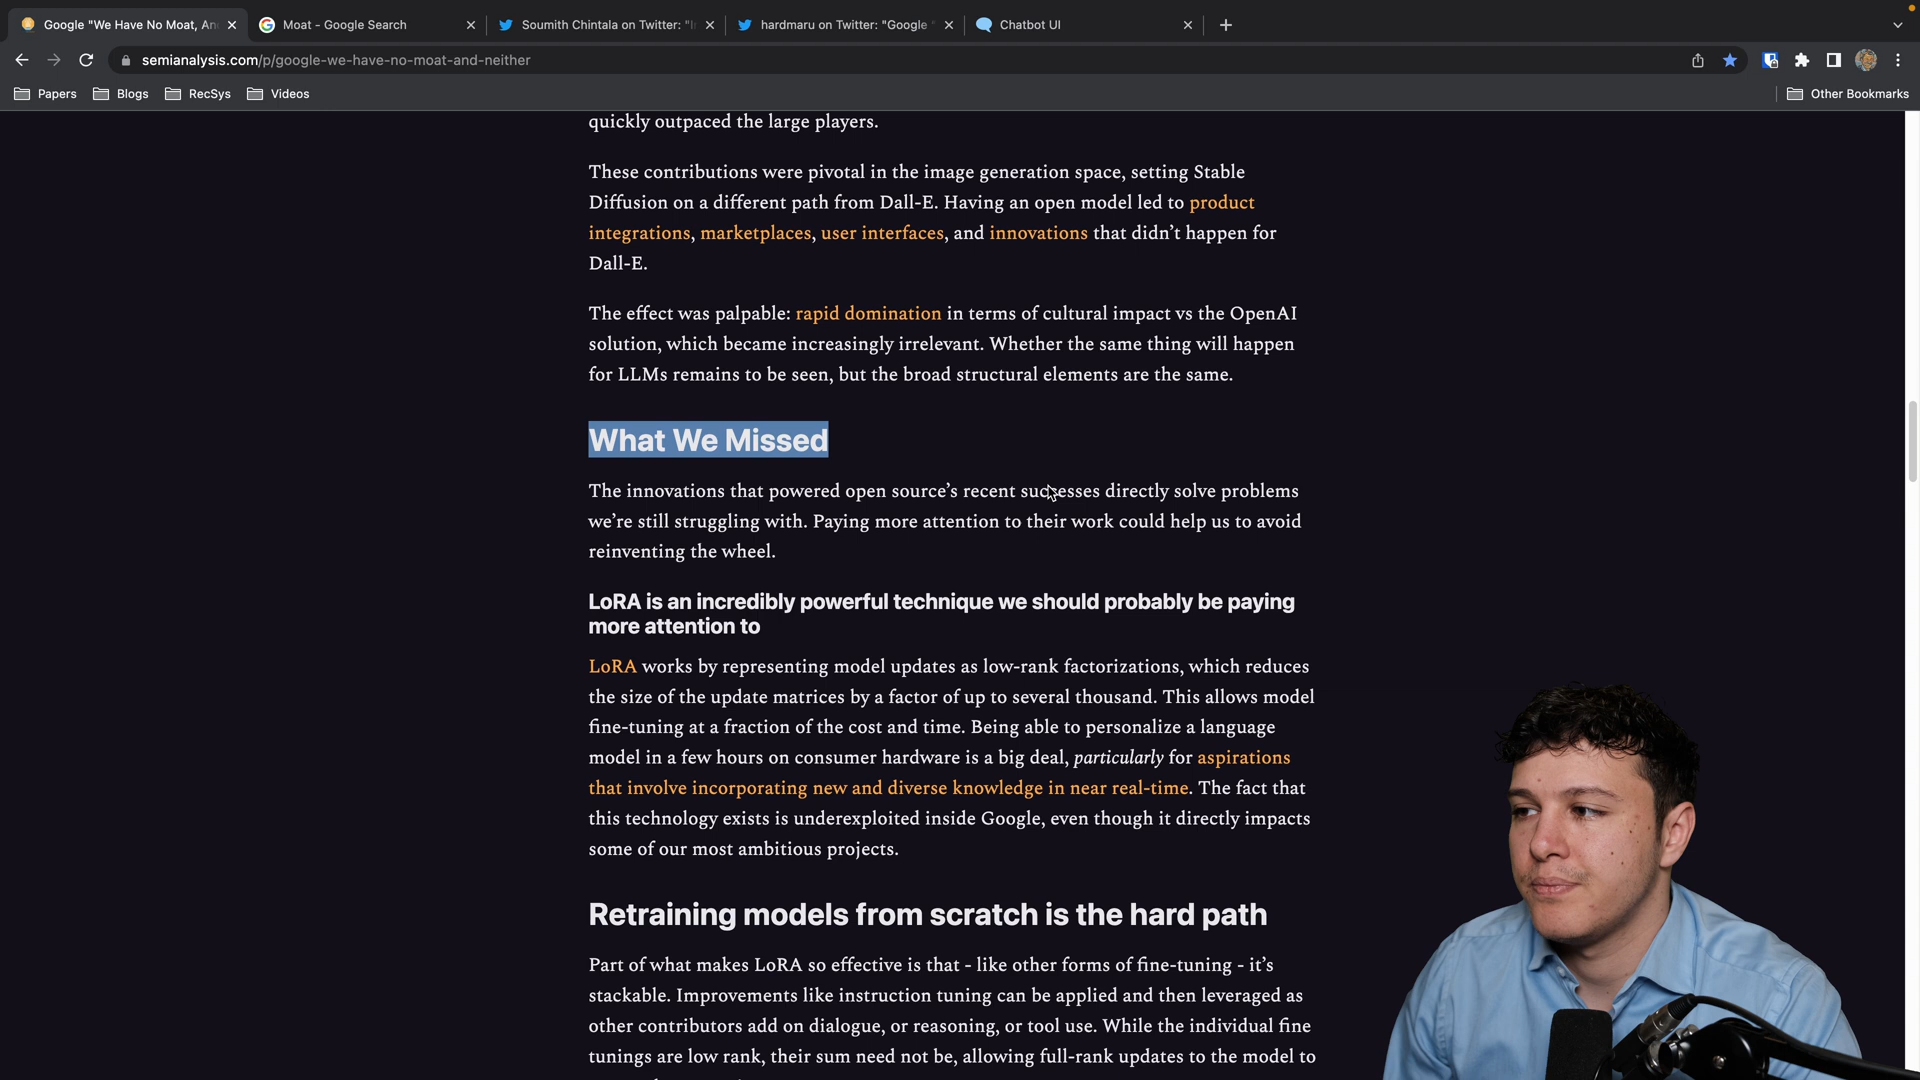 Google "We Have No Moat, An
Moat - Google Search
Soumith Chintala on Twitter: "I
hardmaru on Twitter: "Google "
Chatbot UI
semianalysis.com/p/google-we-have-no-moat-and-neither
Papers
Blogs
RecSys
Videos
Other Bookmarks
quickly outpaced the large players.
These contributions were pivotal in the image generation space, setting Stable
Diffusion on a different path from Dall-E. Having an open model led to product
integrations, marketplaces, user interfaces, and innovations that didn’t happen for
Dall-E.
The effect was palpable: rapid domination in terms of cultural impact vs the OpenAI
solution, which became increasingly irrelevant. Whether the same thing will happen
for LLMs remains to be seen, but the broad structural elements are the same.
What We Missed
The innovations that powered open source’s recent successes directly solve problems
we’re still struggling with. Paying more attention to their work could help us to avoid
reinventing the wheel.
LoRA is an incredibly powerful technique we should probably be paying
more attention to
LoRA works by representing model updates as low-rank factorizations, which reduces
the size of the update matrices by a factor of up to several thousand. This allows model
fine-tuning at a fraction of the cost and time. Being able to personalize a language
model in a few hours on consumer hardware is a big deal, particularly for aspirations
that involve incorporating new and diverse knowledge in near real-time. The fact that
this technology exists is underexploited inside Google, even though it directly impacts
some of our most ambitious projects.
Retraining models from scratch is the hard path
Part of what makes LoRA so effective is that - like other forms of fine-tuning - it’s
stackable. Improvements like instruction tuning can be applied and then leveraged as
other contributors add on dialogue, or reasoning, or tool use. While the individual fine
tunings are low rank, their sum need not be, allowing full-rank updates to the model to